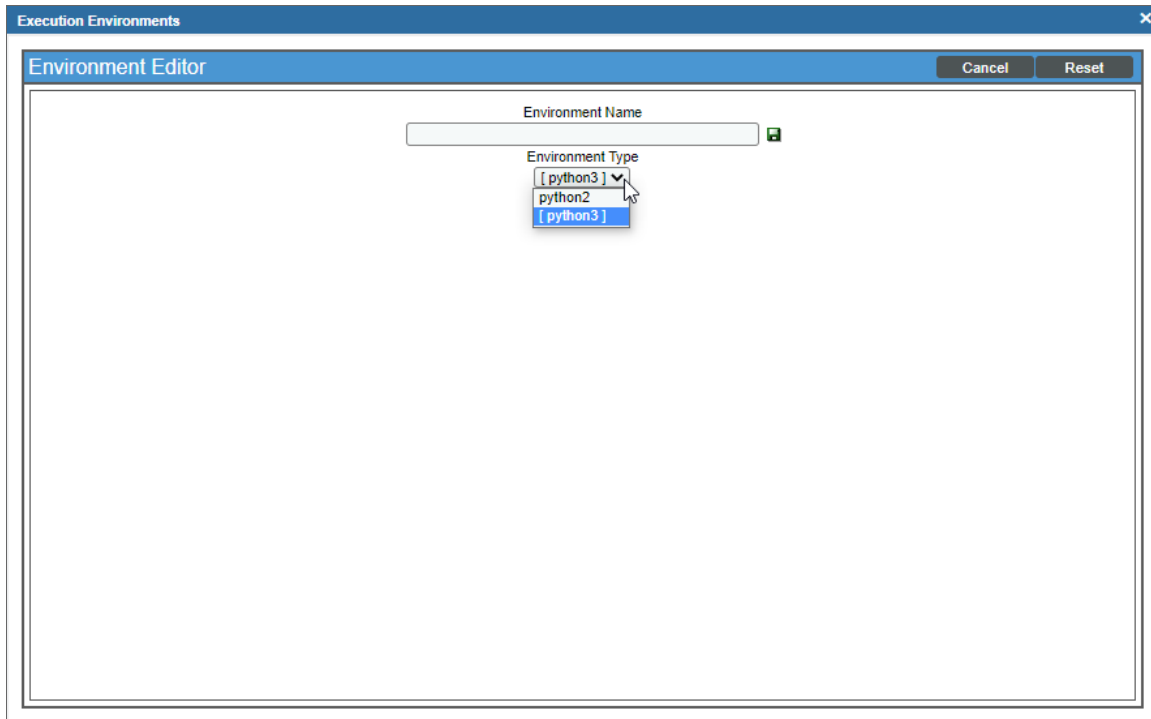 Execution Environments
Environment Editor
Cancel
Reset
Environment Name
Environment Type
[ python3 ]
python2
[ python3 ]